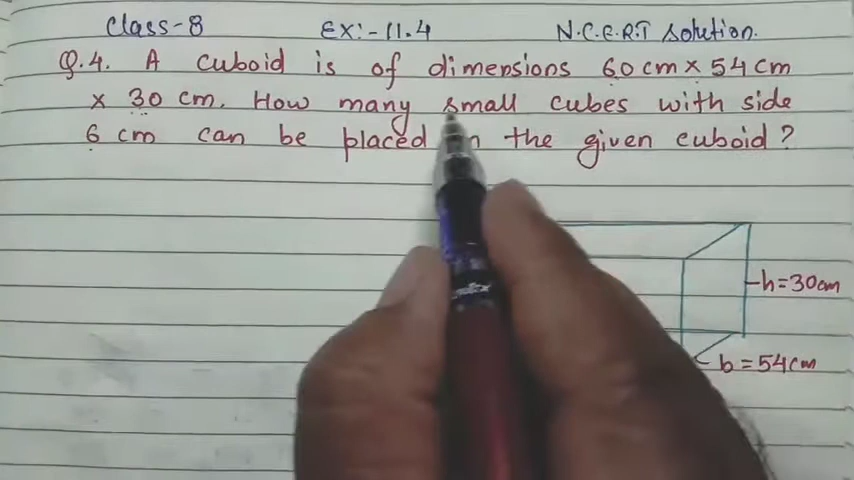 Class-8 Ex:-11.4 N.C.E.R.T solution.
Q.4. A cuboid is of dimensions 60 cm x 54 cm
x 30 cm. How many small cubes with side
6 cm can be placed the given cuboid?
h=30cm
b=54cm